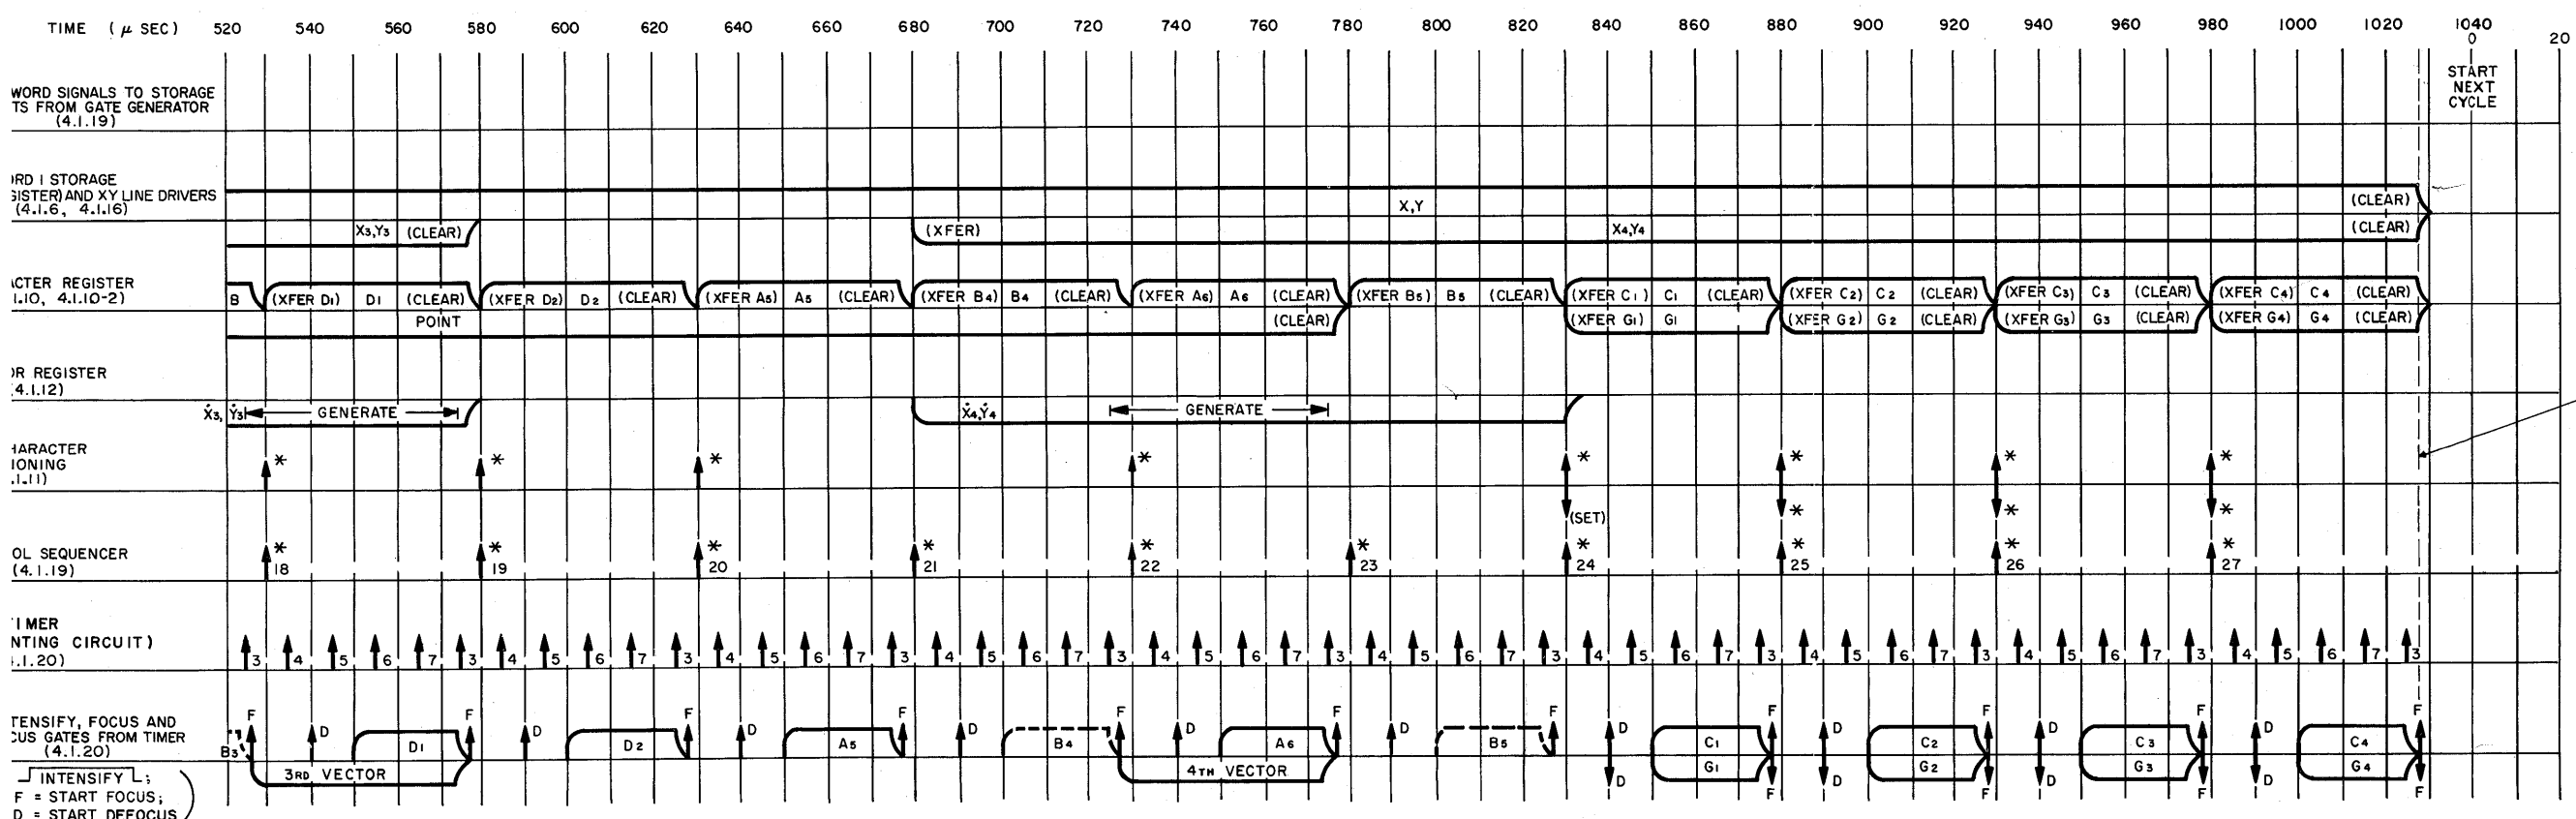 TIME (μ SEC) 520 540 560 580 600 620 640 660 680 700 720 740 760 780 800 820 840 860 880 900 920 940 960 980 1000 1020 1040 20
0
START
NEXT
CYCLE
WORD SIGNALS TO STORAGE
TS FROM GATE GENERATOR
(4.1.19)
RD I STORAGE
GISTER) AND XY LINE DRIVERS
(4.1.6, 4.1.16)
X,Y (CLEAR)
X3,Y3 (CLEAR) (XFER) X4,Y4 (CLEAR)
ACTER REGISTER
1.10, 4.1.10-2)
B (XFER D1) D1 (CLEAR) (XFER D2) D2 (CLEAR) (XFER A5) A5 (CLEAR) (XFER B4) B4 (CLEAR) (XFER A6) A6 (CLEAR) (XFER B5) B5 (CLEAR) (XFER C1) C1 (CLEAR) (XFER C2) C2 (CLEAR) (XFER C3) C3 (CLEAR) (XFER C4) C4 (CLEAR)
POINT (CLEAR) (XFER G1) G1 (XFER G2) G2 (CLEAR) (XFER G3) G3 (CLEAR) (XFER G4) G4 (CLEAR)
OR REGISTER
(4.1.12)
Ẋ3, Ẏ3 GENERATE Ẋ4,Ẏ4 GENERATE
HARACTER
IONING
.1.11)
* * * * * * * *
* * *
(SET)
OL SEQUENCER
(4.1.19)
* * * * * * * * * *
18 19 20 21 22 23 24 25 26 27
TIMER
NTING CIRCUIT)
.1.20)
3 4 5 6 7 3 4 5 6 7 3 4 5 6 7 3 4 5 6 7 3 4 5 6 7 3 4 5 6 7 3 4 5 6 7 3 4 5 6 7 3 4 5 6 7 3 4 5 6 7 3
TENSIFY, FOCUS AND
CUS GATES FROM TIMER
(4.1.20)
F F F F F F F F F F F
D D D D D D D D D D
B3 D1 D2 A5 B4 A6 B5 C1 C2 C3 C4
3RD VECTOR 4TH VECTOR G1 G2 G3 G4
D D D D
F F F F
INTENSIFY ;
F = START FOCUS;
D = START DEFOCUS